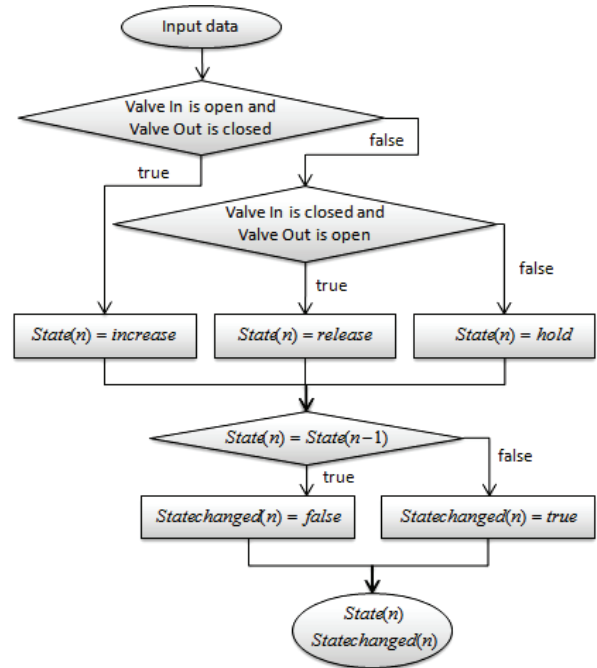 Input data
Valve In is open and
Valve Out is closed
false
true
Valve In is closed and
Valve Out is open
false
true
State(n) = increase
State(n) = release
State(n) = hold
State(n) = State(n−1)
false
true
Statechanged(n) = false
Statechanged(n) = true
State(n)
Statechanged(n)